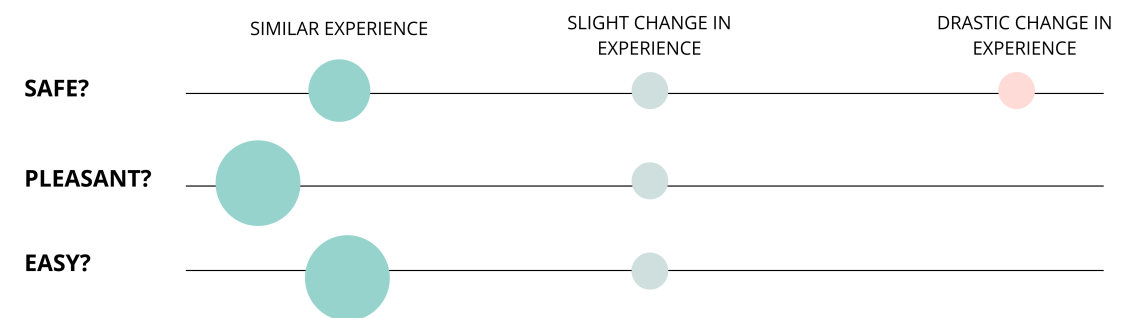 SIMILAR EXPERIENCE
SLIGHT CHANGE IN
EXPERIENCE
DRASTIC CHANGE IN
EXPERIENCE
SAFE?
PLEASANT?
EASY?